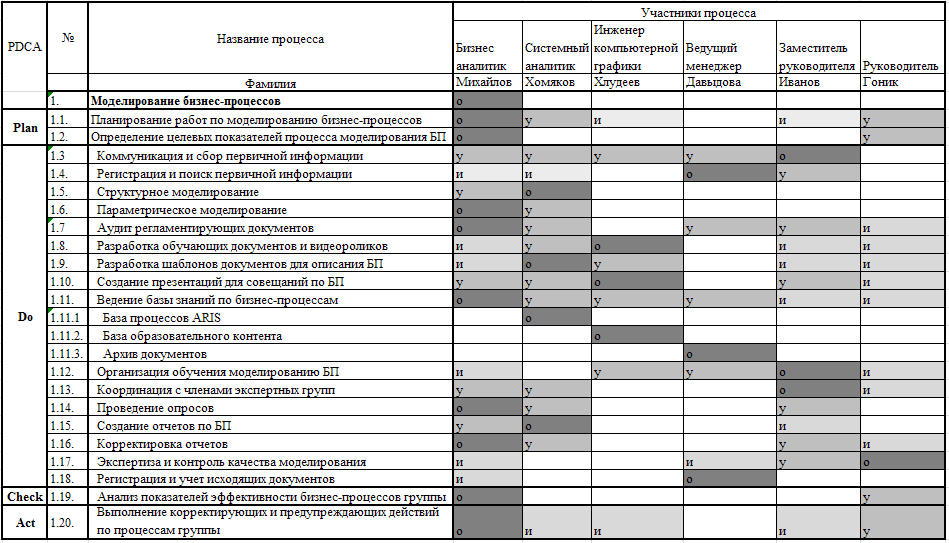 PDCA № Название процесса Участники процесса
Бизнес аналитик Системный аналитик Инженер компьютерной графики Ведущий менеджер Заместитель руководителя Руководитель
Фамилия Михайлов Хомяков Хлудеев Давыдова Иванов Гоник
1. Моделирование бизнес-процессов о
Plan 1.1. Планирование работ по моделированию бизнес-процессов о у и и у
1.2. Определение целевых показателей процесса моделирования БП о у
Do 1.3 Коммуникация и сбор первичной информации у у у у о
1.4. Регистрация и поиск первичной информации и и о у
1.5. Структурное моделирование у о
1.6. Параметрическое моделирование о у
1.7 Аудит регламентирующих документов о у у у и
1.8. Разработка обучающих документов и видеороликов и у о и и
1.9. Разработка шаблонов документов для описания БП и о у и и
1.10. Создание презентаций для совещаний по БП у у о у и
1.11. Ведение базы знаний по бизнес-процессам о у у у и и
1.11.1 База процессов ARIS о
1.11.2. База образовательного контента о
1.11.3. Архив документов о
1.12. Организация обучения моделированию БП и у у о и
1.13. Координация с членами экспертных групп у у о и
1.14. Проведение опросов о у у
1.15. Создание отчетов по БП у о и
1.16. Корректировка отчетов о у у и
1.17. Экспертиза и контроль качества моделирования и и у о
1.18. Регистрация и учет исходящих документов и о
Check 1.19. Анализ показателей эффективности бизнес-процессов группы о у
Act 1.20. Выполнение корректирующих и предупреждающих действий
по процессам группы о и и и у